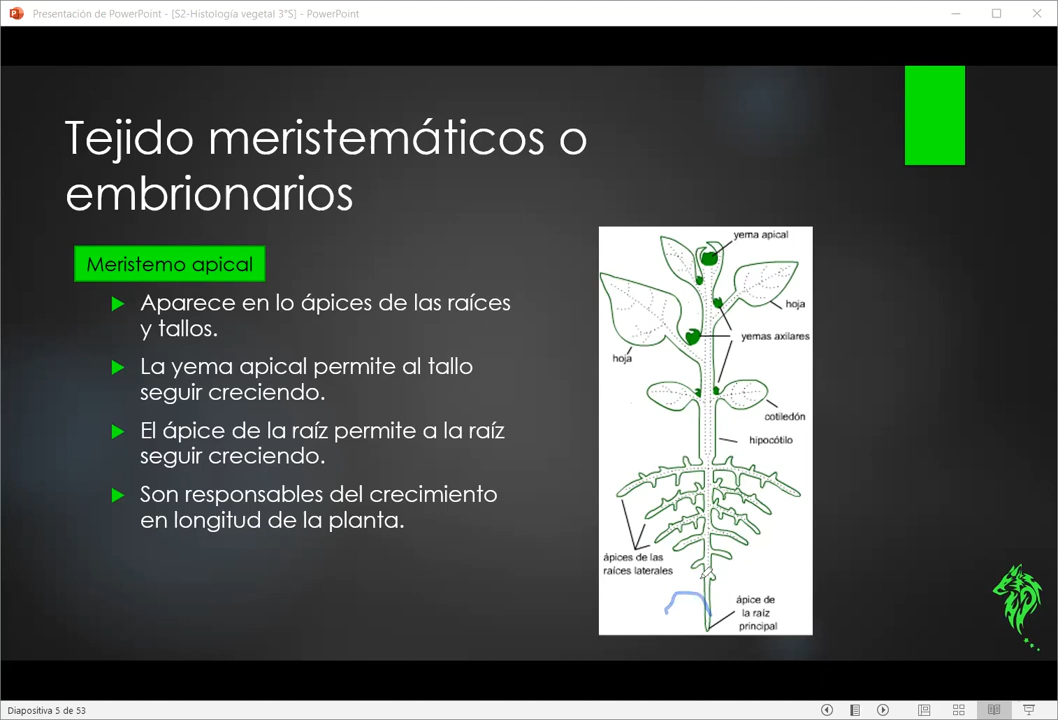 Presentación de PowerPoint - [S2-Histología vegetal 3°S] - PowerPoint
Tejido meristemáticos o
embrionarios
Meristemo apical
Aparece en lo ápices de las raíces
y tallos.
La yema apical permite al tallo
seguir creciendo.
El ápice de la raíz permite a la raíz
seguir creciendo.
Son responsables del crecimiento
en longitud de la planta.
yema apical
hoja
yemas axilares
hoja
cotiledón
hipocótilo
ápices de las
raíces laterales
ápice de
la raíz
principal
Diapositiva 5 de 53